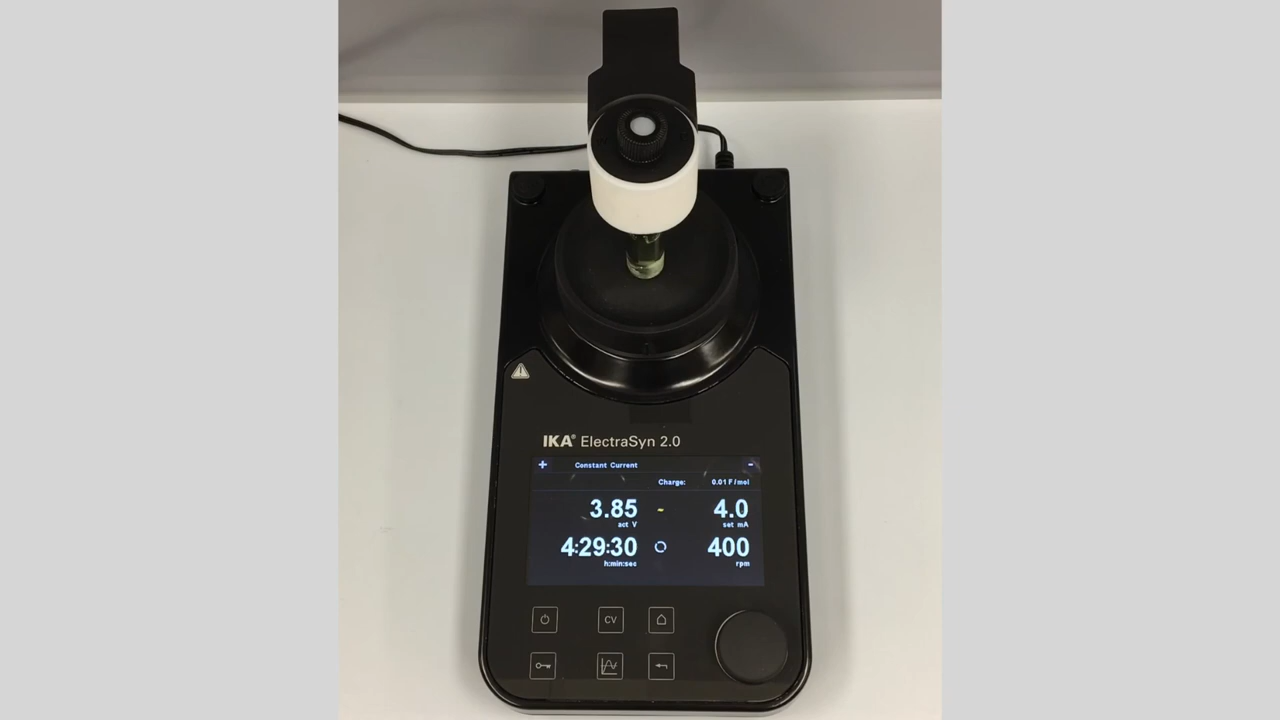 IKA® ElectraSyn 2.0
+ Constant Current -
Charge: 0.01 F/mol
3.85 ~ 4.0
act V set mA
4:29:30 400
h:min:sec rpm
CV